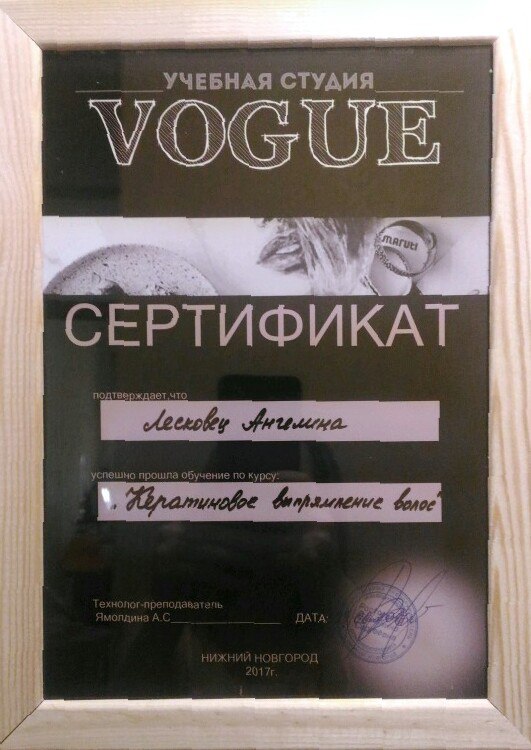 УЧЕБНАЯ СТУДИЯ
VOGUE
maruti
СЕРТИФИКАТ
подтверждает,что
Лесковец Ангелина
успешно прошла обучение по курсу:
„Кератиновое выпрямление волос"
Технолог-преподаватель
Ямолдина А.С ДАТА:
НИЖНИЙ НОВГОРОД
2017г.